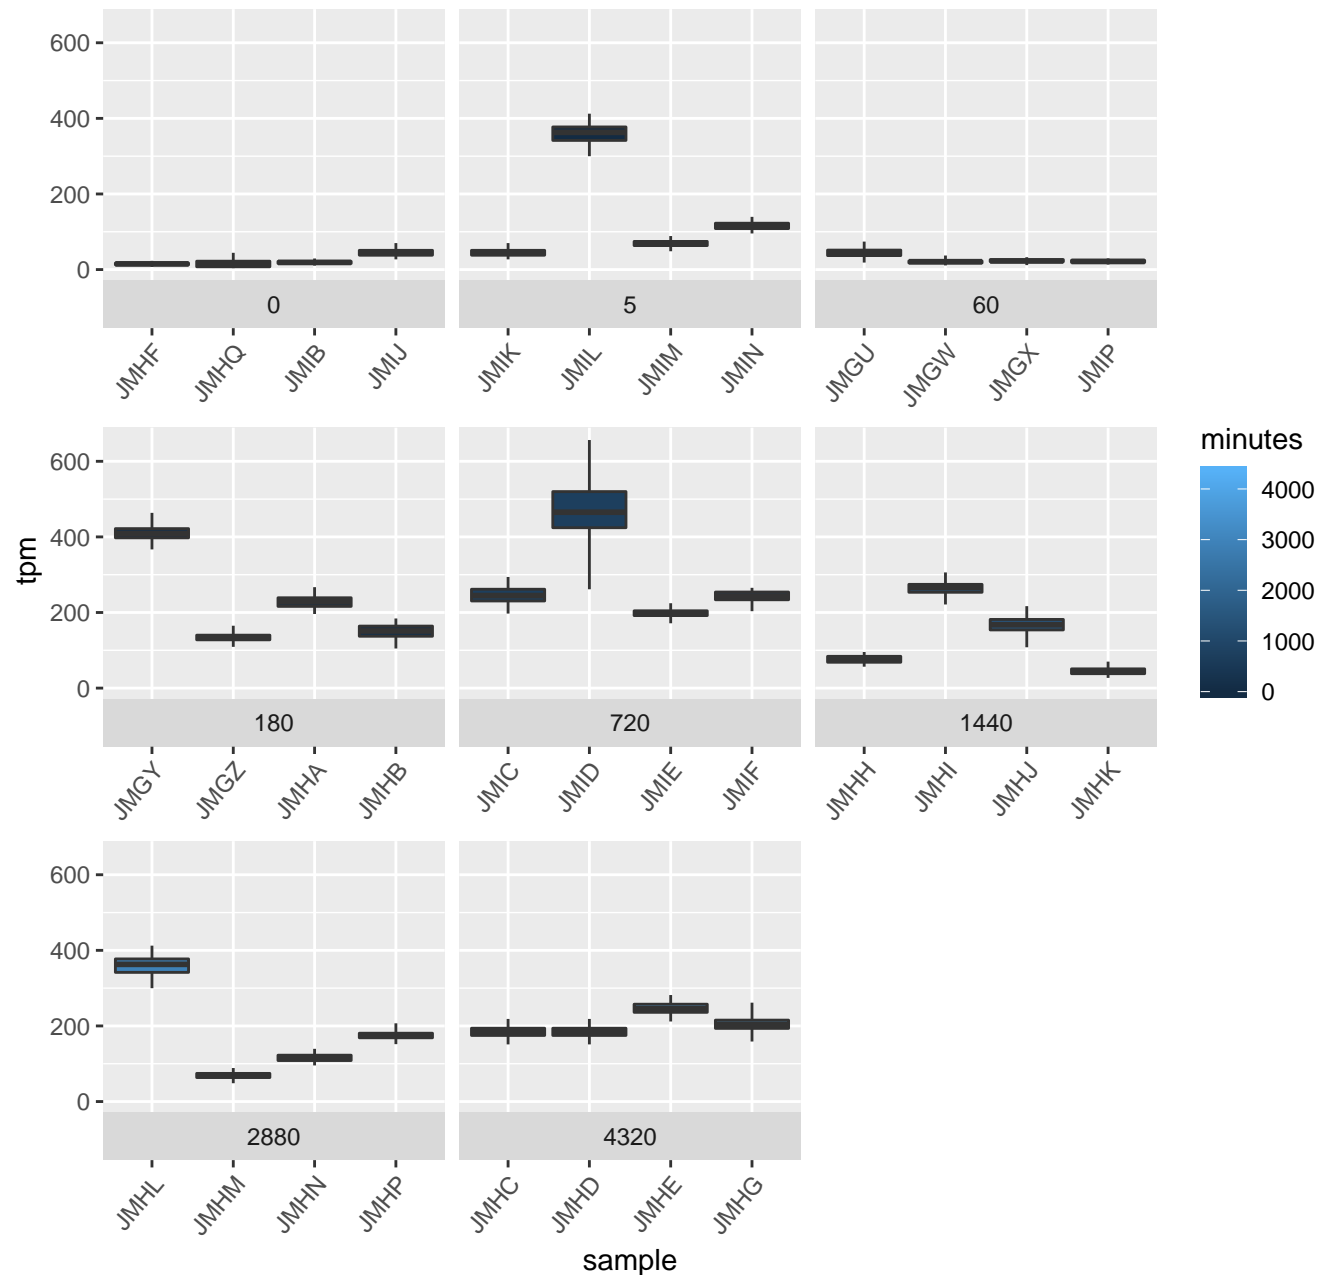 600
400
200
0
0
5
60
JMHF
JMHQ
JMIB
JMIJ
JMIK
JMIL
JMIM
JMIN
JMGU
JMGW
JMGX
JMIP
tpm
600
400
200
0
180
720
1440
JMGY
JMGZ
JMHA
JMHB
JMIC
JMID
JMIE
JMIF
JMHH
JMHI
JMHJ
JMHK
600
400
200
0
2880
4320
JMHL
JMHM
JMHN
JMHP
JMHC
JMHD
JMHE
JMHG
sample
minutes
4000
3000
2000
1000
0